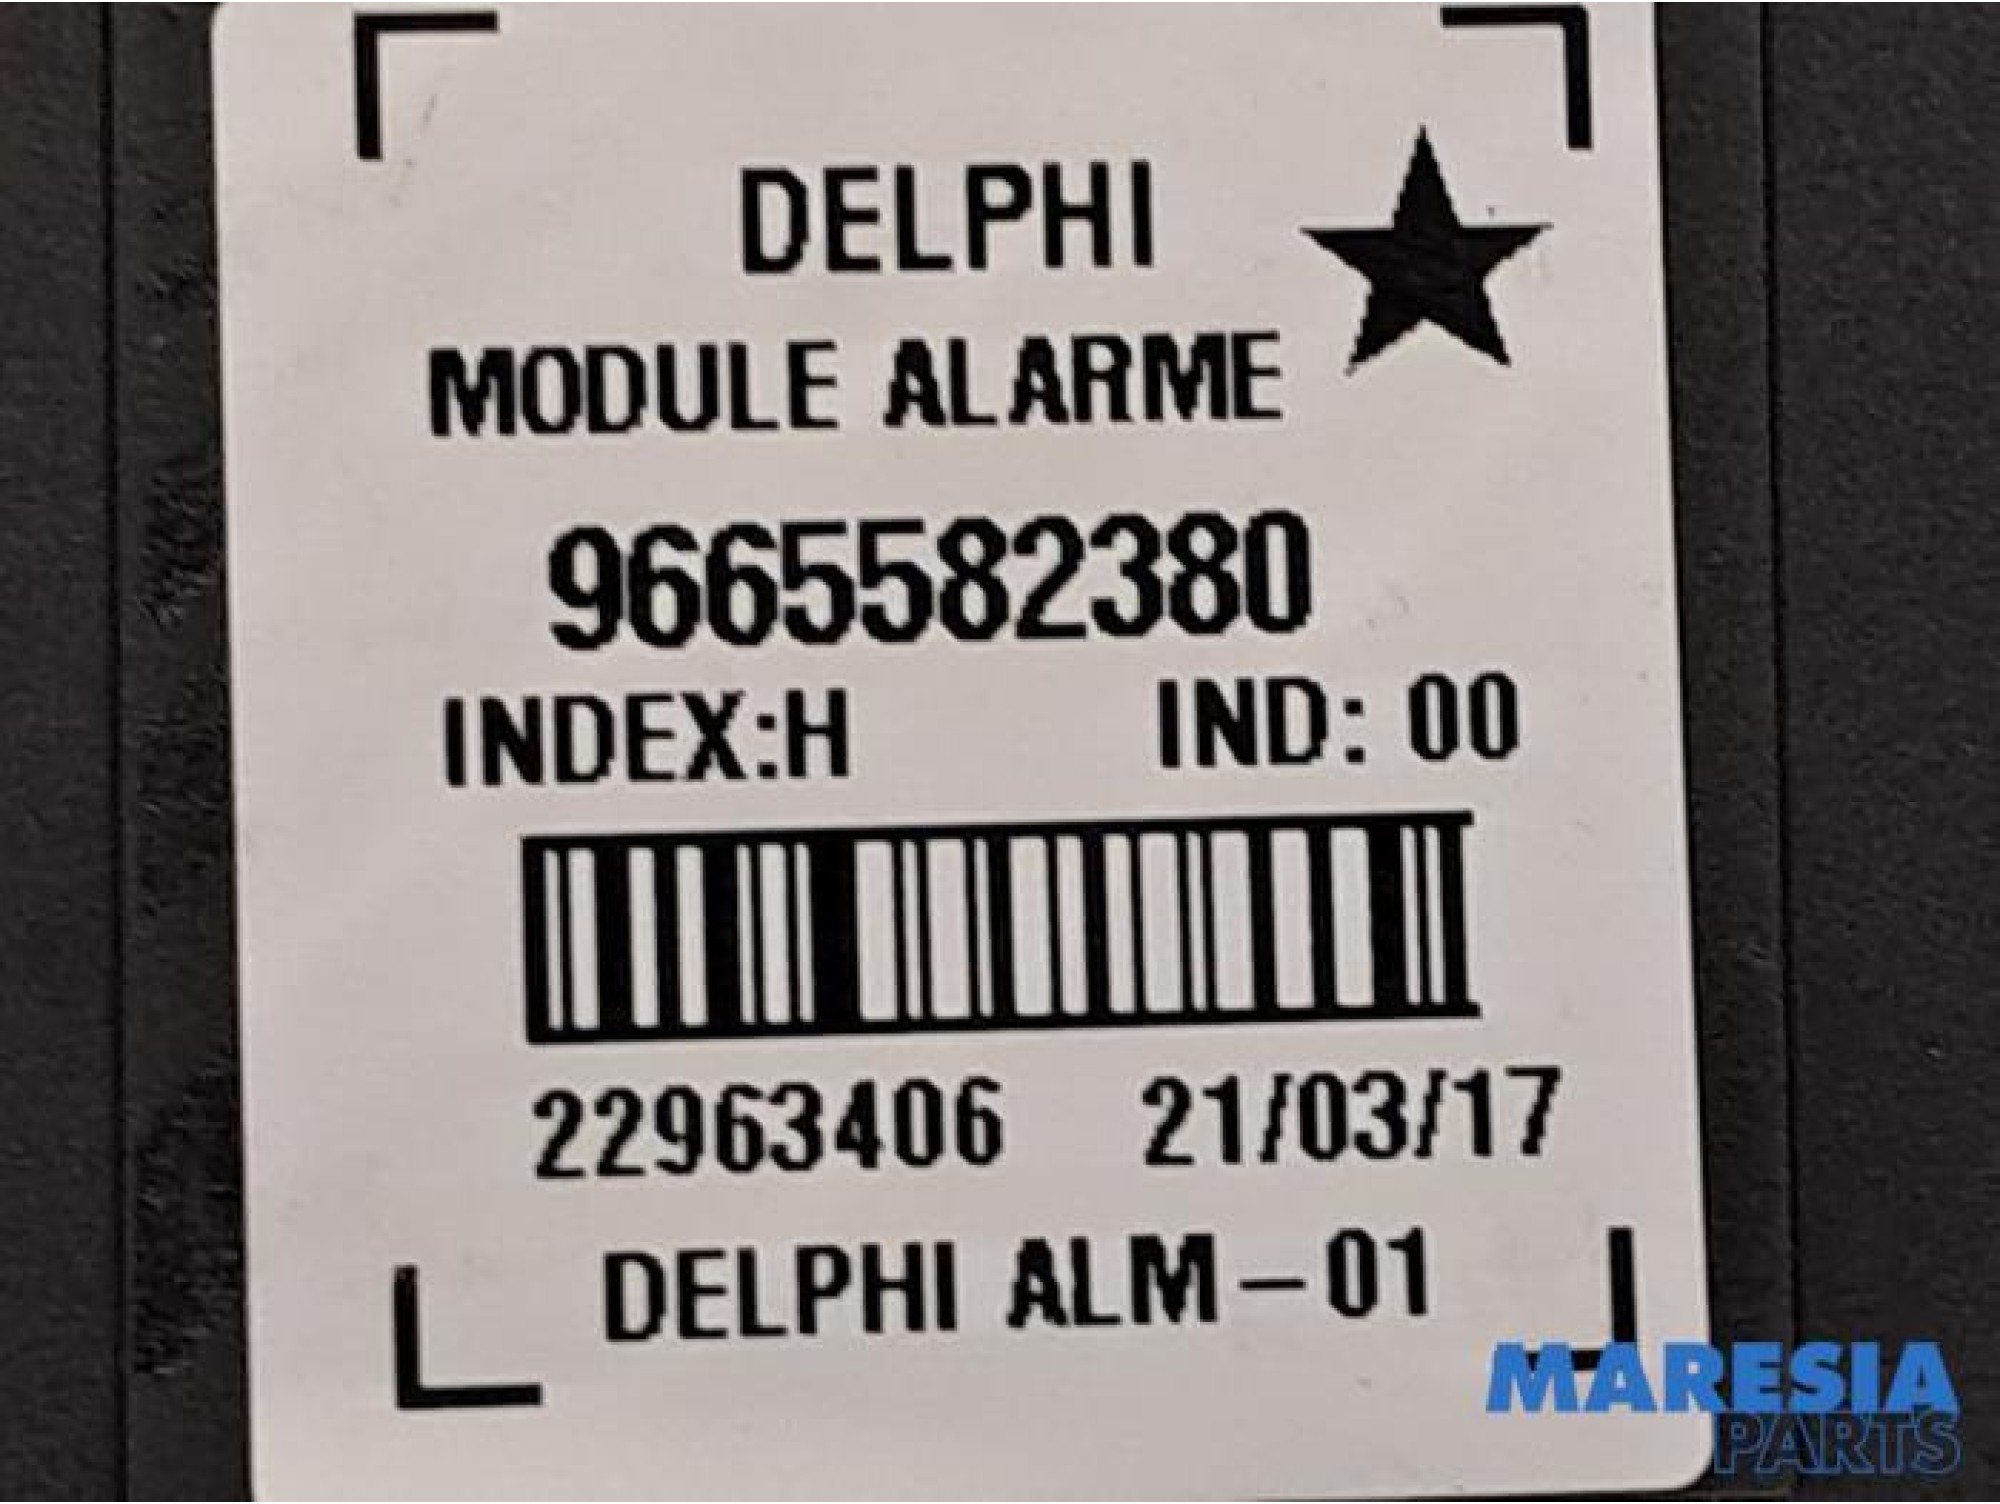 DELPHI
MODULE ALARME
9665582380
INDEX:H IND: 00
22963406 21/03/17
DELPHI ALM-01
MARESIA
PARTS